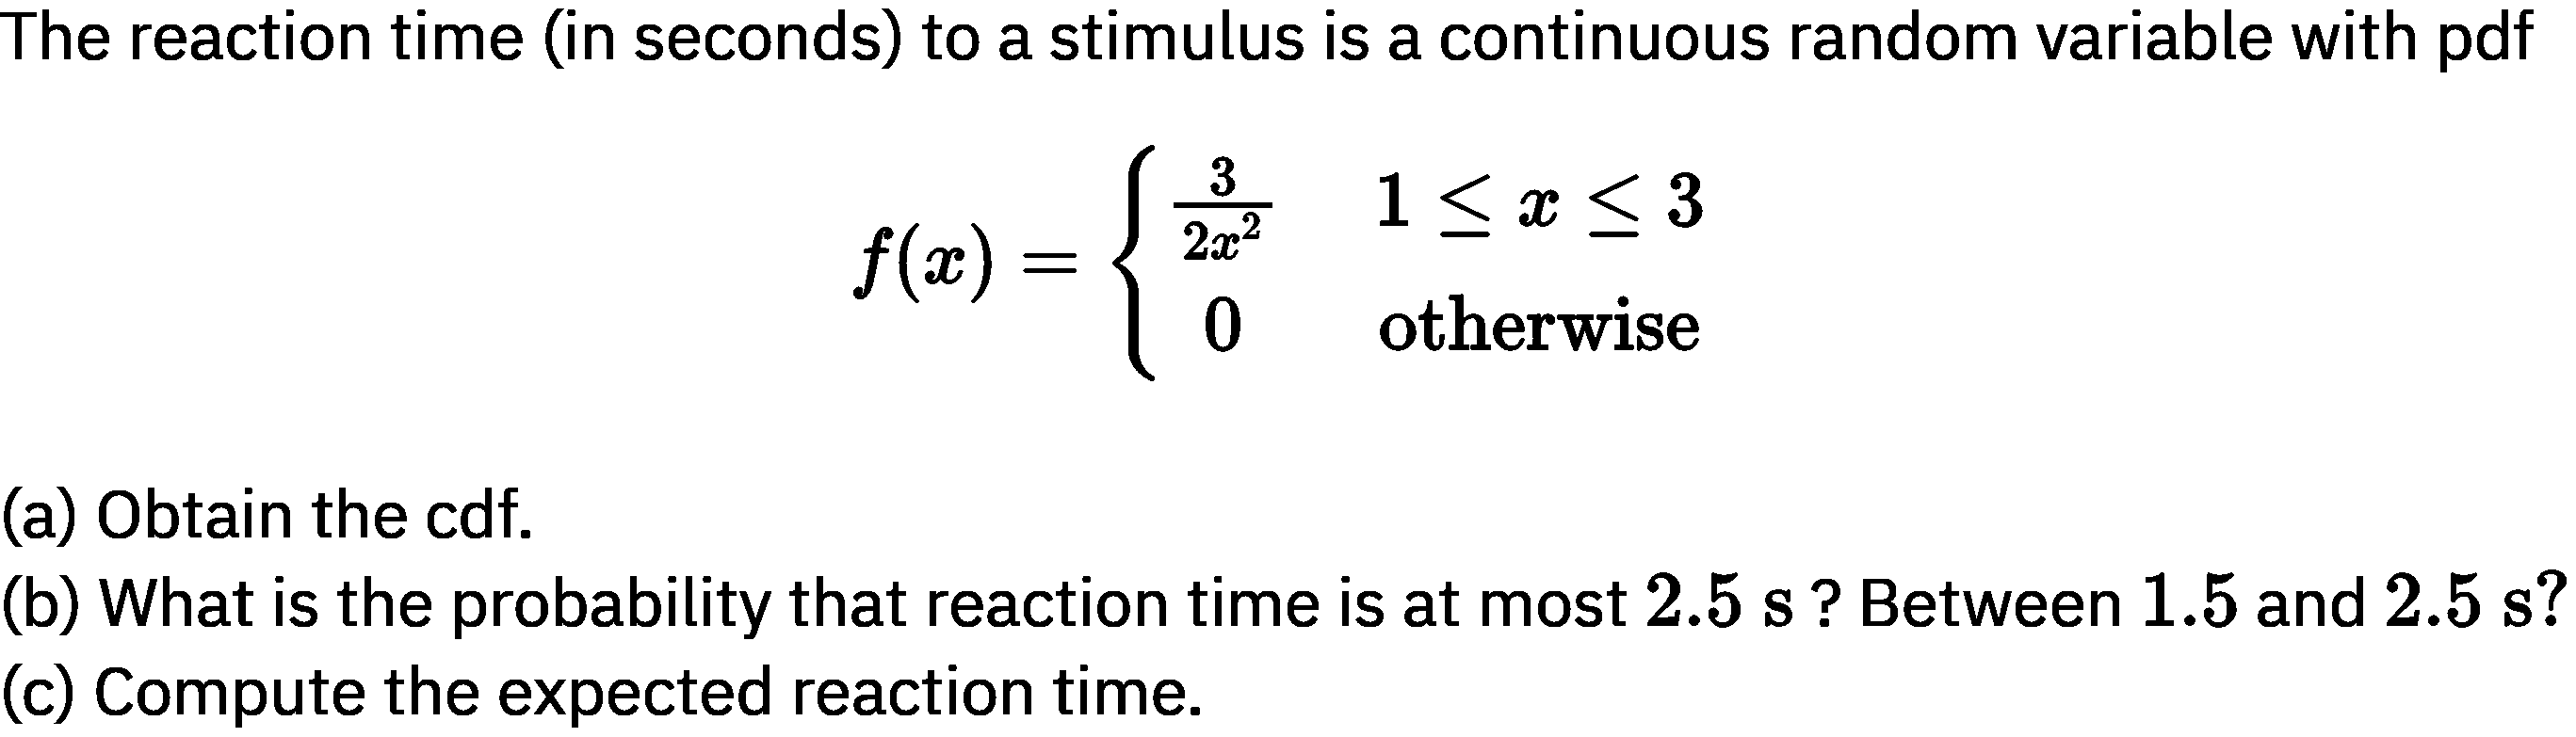 The reaction time (in seconds) to a stimulus is a continuous random variable with pdf
f(x) = { 3/(2x²)   1 ≤ x ≤ 3
0   otherwise
(a) Obtain the cdf.
(b) What is the probability that reaction time is at most 2.5 s ? Between 1.5 and 2.5 s?
(c) Compute the expected reaction time.